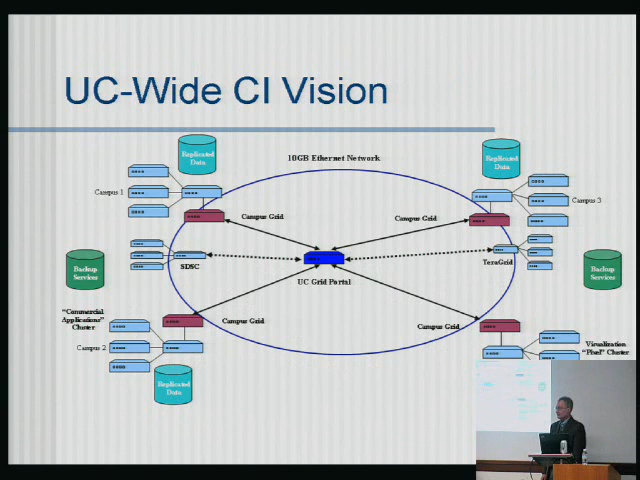 UC-Wide CI Vision
Replicated
Data
10GB Ethernet Network
Replicated
Data
Campus 1
Campus 3
Campus Grid
Campus Grid
Backup
Services
SDSC
UC Grid Portal
TeraGrid
Backup
Services
"Commercial
Applications"
Cluster
Campus Grid
Campus Grid
Campus 2
Visualization
"Pixel" Cluster
Replicated
Data